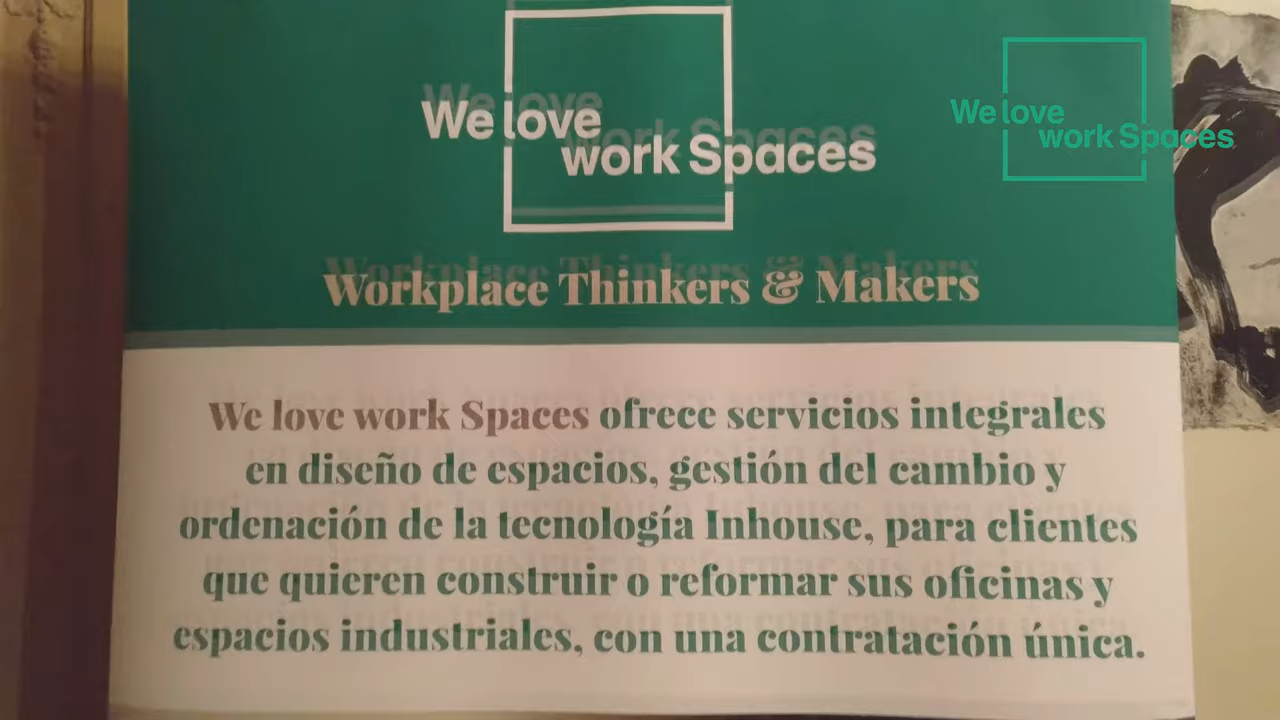 We love
work Spaces
We love
work Spaces
Workplace Thinkers & Makers
We love work Spaces ofrece servicios integrales
en diseño de espacios, gestión del cambio y
ordenación de la tecnología Inhouse, para clientes
que quieren construir o reformar sus oficinas y
espacios industriales, con una contratación única.